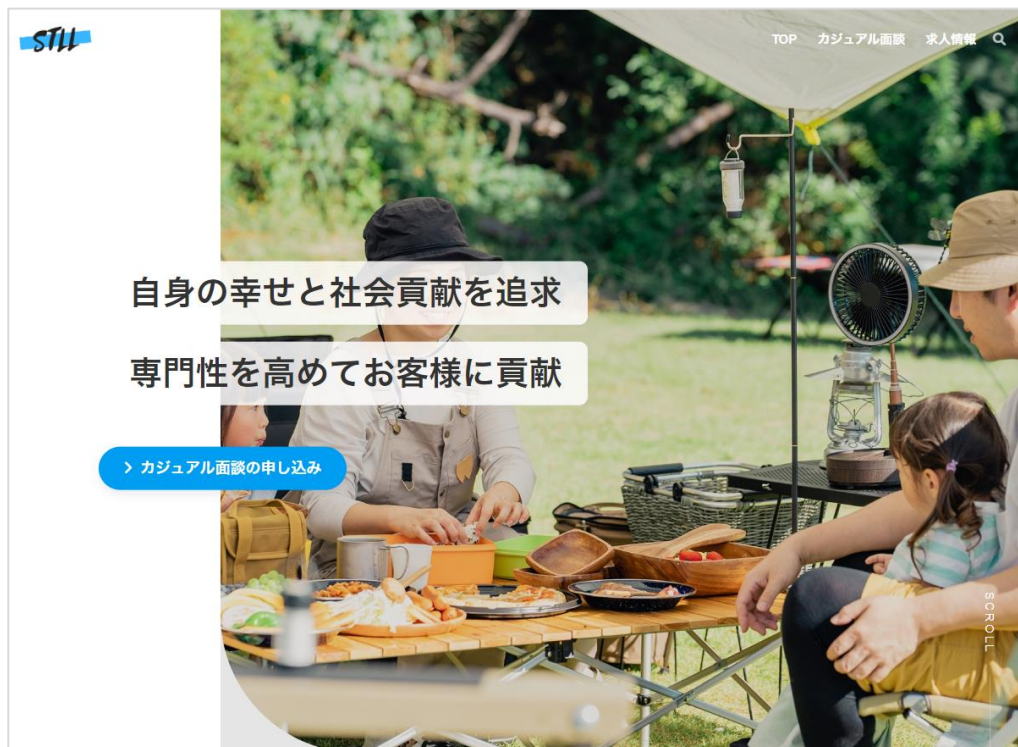 STLL
TOP カジュアル面談 求人情報
自身の幸せと社会貢献を追求
専門性を高めてお客様に貢献
カジュアル面談の申し込み
SCROLL